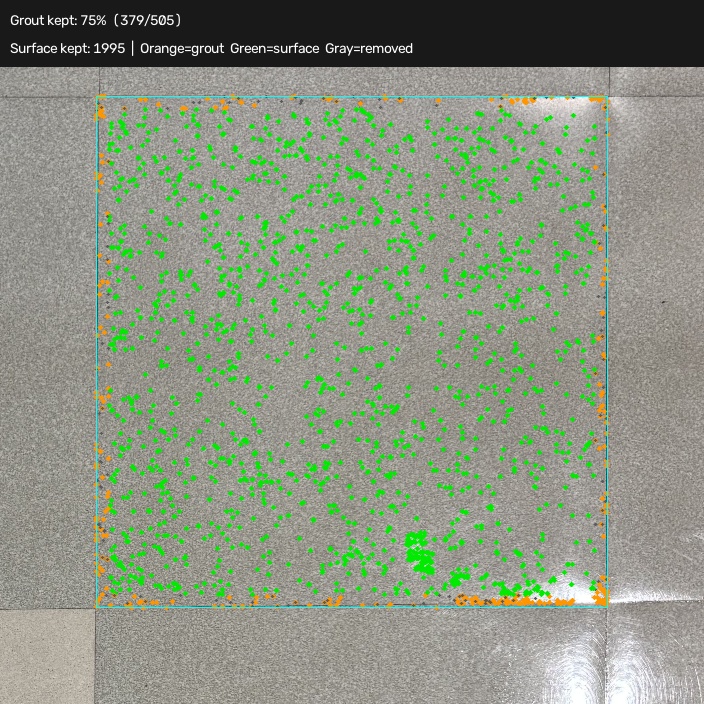 Grout kept: 75% (379/505)
Surface kept: 1995 | Orange=grout Green=surface Gray=removed